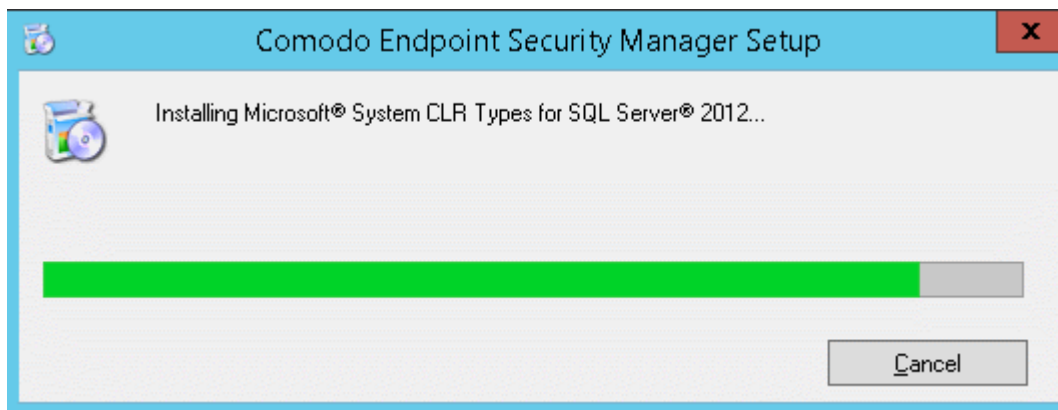 Comodo Endpoint Security Manager Setup
x
Installing Microsoft® System CLR Types for SQL Server® 2012...
Cancel